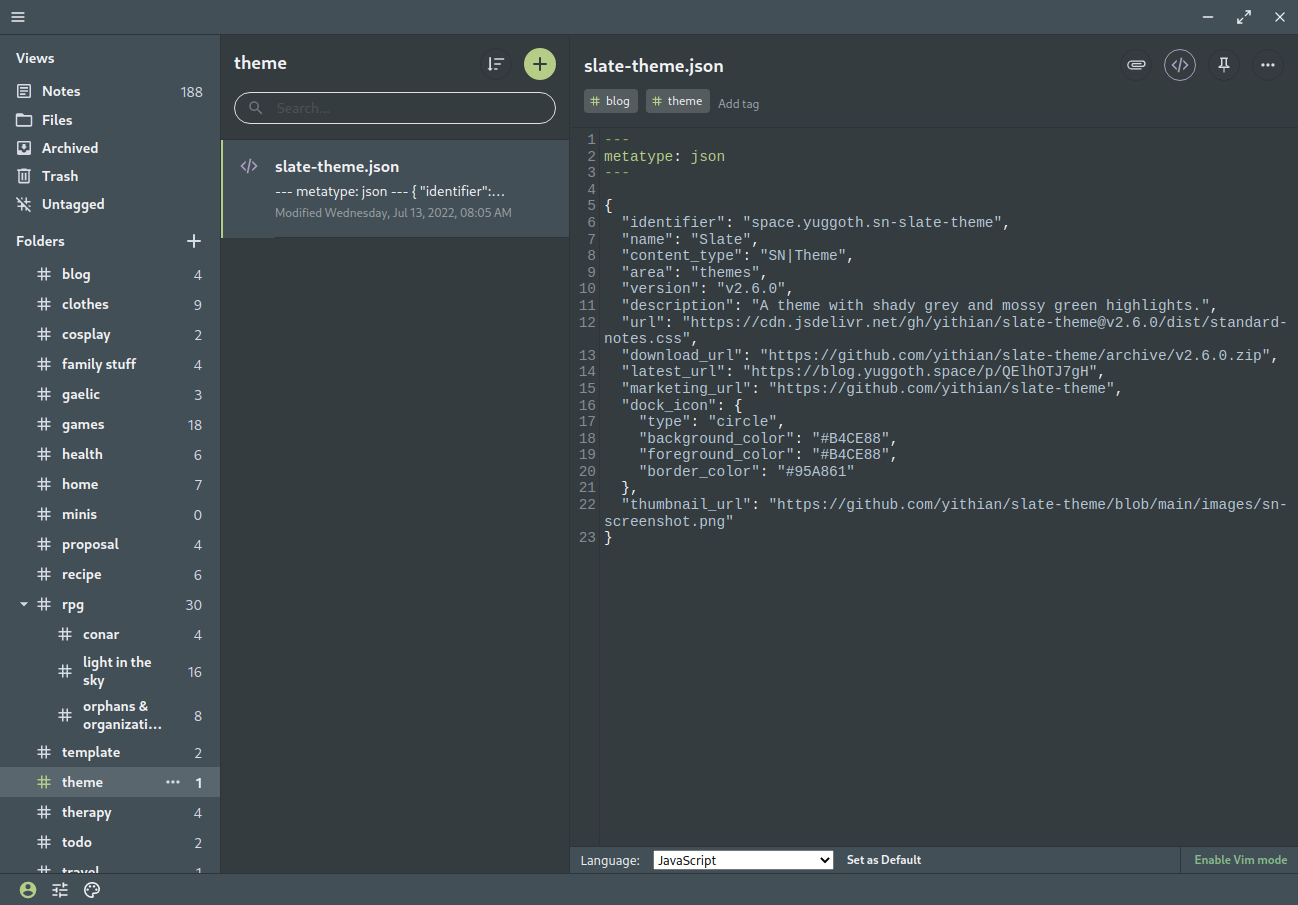 Views
Notes 188
Files
Archived
Trash
Untagged
Folders
blog 4
clothes 9
cosplay 2
family stuff 4
gaelic 3
games 18
health 6
home 7
minis 0
proposal 4
recipe 6
rpg 30
conar 4
light in the
sky 16
orphans &
organizati... 8
template 2
theme ••• 1
therapy 4
todo 2
travel 1
theme
Search...
slate-theme.json
--- metatype: json --- { "identifier":...
Modified Wednesday, Jul 13, 2022, 08:05 AM
slate-theme.json
# blog # theme Add tag
1 ---
2 metatype: json
3 ---
4
5 {
6 "identifier": "space.yuggoth.sn-slate-theme",
7 "name": "Slate",
8 "content_type": "SN|Theme",
9 "area": "themes",
10 "version": "v2.6.0",
11 "description": "A theme with shady grey and mossy green highlights.",
12 "url": "https://cdn.jsdelivr.net/gh/yithian/slate-theme@v2.6.0/dist/standard-
notes.css",
13 "download_url": "https://github.com/yithian/slate-theme/archive/v2.6.0.zip",
14 "latest_url": "https://blog.yuggoth.space/p/QElhOTJ7gH",
15 "marketing_url": "https://github.com/yithian/slate-theme",
16 "dock_icon": {
17 "type": "circle",
18 "background_color": "#B4CE88",
19 "foreground_color": "#B4CE88",
20 "border_color": "#95A861"
21 },
22 "thumbnail_url": "https://github.com/yithian/slate-theme/blob/main/images/sn-
screenshot.png"
23 }
Language: JavaScript Set as Default Enable Vim mode